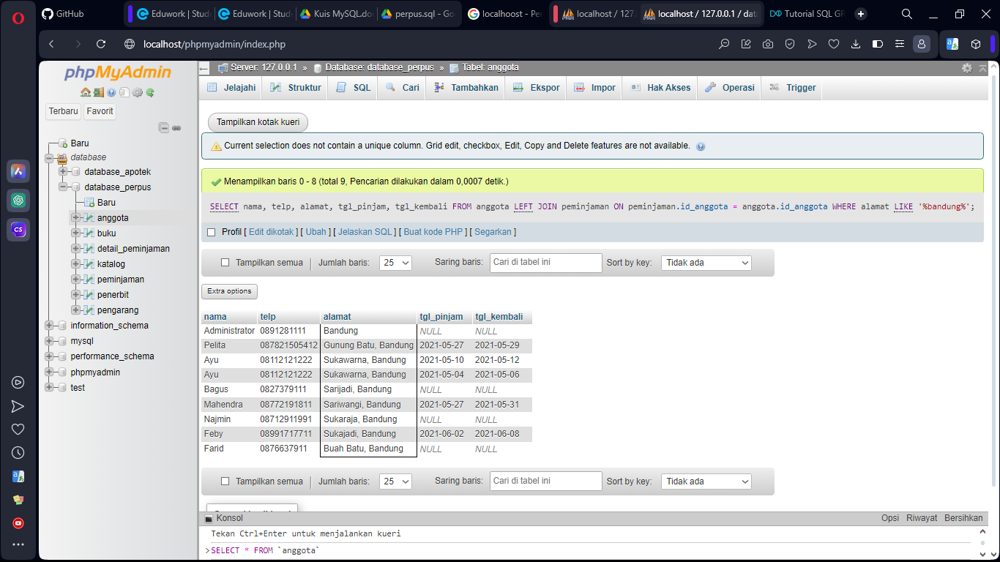 GitHub
Eduwork | Stud
Eduwork | Stud
Kuis MySQL.do
perpus.sql - Go
localhoost - Pe
localhost / 127.
localhost / 127.0.0.1 / data
Tutorial SQL GR
localhost/phpmyadmin/index.php
phpMyAdmin
Terbaru
Favorit
Baru
database
database_apotek
database_perpus
Baru
anggota
buku
detail_peminjaman
katalog
peminjaman
penerbit
pengarang
information_schema
mysql
performance_schema
phpmyadmin
test
Server: 127.0.0.1 » Database: database_perpus » Tabel: anggota
Jelajahi Struktur SQL Cari Tambahkan Ekspor Impor Hak Akses Operasi Trigger
Tampilkan kotak kueri
Current selection does not contain a unique column. Grid edit, checkbox, Edit, Copy and Delete features are not available.
Menampilkan baris 0 - 8 (total 9, Pencarian dilakukan dalam 0,0007 detik.)
SELECT nama, telp, alamat, tgl_pinjam, tgl_kembali FROM anggota LEFT JOIN peminjaman ON peminjaman.id_anggota = anggota.id_anggota WHERE alamat LIKE '%bandung%';
Profil [ Edit dikotak ] [ Ubah ] [ Jelaskan SQL ] [ Buat kode PHP ] [ Segarkan ]
Tampilkan semua | Jumlah baris: 25 Saring baris: Cari di tabel ini Sort by key: Tidak ada
Extra options
nama telp alamat tgl_pinjam tgl_kembali
Administrator 0891281111 Bandung NULL NULL
Pelita 087821505412 Gunung Batu, Bandung 2021-05-27 2021-05-29
Ayu 08112121222 Sukawarna, Bandung 2021-05-10 2021-05-12
Ayu 08112121222 Sukawarna, Bandung 2021-05-04 2021-05-06
Bagus 0827379111 Sarijadi, Bandung NULL NULL
Mahendra 08772191811 Sariwangi, Bandung 2021-05-27 2021-05-31
Najmin 08712911991 Sukaraja, Bandung NULL NULL
Feby 08991717711 Sukajadi, Bandung 2021-06-02 2021-06-08
Farid 0876637911 Buah Batu, Bandung NULL NULL
Tampilkan semua | Jumlah baris: 25 Saring baris: Cari di tabel ini Sort by key: Tidak ada
Konsol Opsi Riwayat Bersihkan
Tekan Ctrl+Enter untuk menjalankan kueri
>SELECT * FROM `anggota`